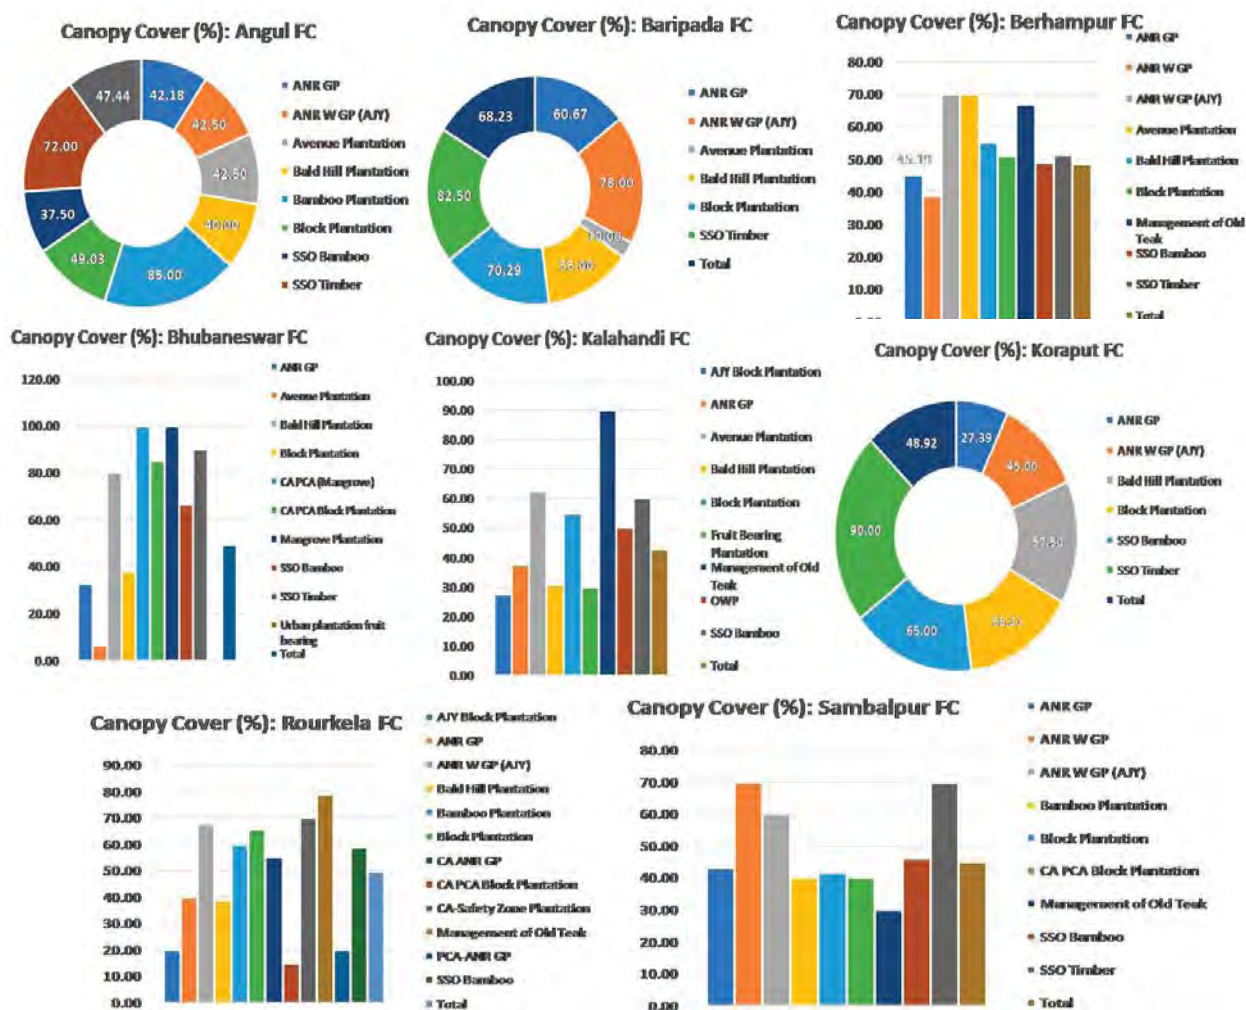 Canopy Cover (%): Angul FC
47.44
42.18
42.50
42.50
40.00
85.00
49.03
37.50
72.00
ANR GP
ANR W GP (AJY)
Avenue Plantation
Bald Hill Plantation
Bamboo Plantation
Block Plantation
SSO Bamboo
SSO Timber
Canopy Cover (%): Baripada FC
68.23
60.67
78.00
10.00
70.29
82.50
ANR GP
ANR W GP (AJY)
Avenue Plantation
Bald Hill Plantation
Block Plantation
SSO Timber
Total
Canopy Cover (%): Berhampur FC
80.00
70.00
60.00
50.00
40.00
30.00
20.00
10.00
ANR GP
ANR W GP
ANR W GP (AJY)
Avenue Plantation
Bald Hill Plantation
Block Plantation
Management of Old
Teak
SSO Bamboo
SSO Timber
Total
Canopy Cover (%): Bhubaneswar FC
120.00
100.00
80.00
60.00
40.00
20.00
0.00
ANR GP
Avenue Plantation
Bald Hill Plantation
Block Plantation
CA PCA (Mangrove)
CA PCA Block Plantation
Mangrove Plantation
SSO Bamboo
SSO Timber
Urban plantation fruit
bearing
Total
Canopy Cover (%): Kalahandi FC
100.00
90.00
80.00
70.00
60.00
50.00
40.00
30.00
20.00
10.00
0.00
AJY Block Plantation
ANR GP
Avenue Plantation
Bald Hill Plantation
Block Plantation
Fruit Bearing
Plantation
Management of Old
Teak
OWP
SSO Bamboo
Total
Canopy Cover (%): Koraput FC
48.92
27.39
45.00
65.00
90.00
ANR GP
ANR W GP (AJY)
Bald Hill Plantation
Block Plantation
SSO Bamboo
SSO Timber
Total
Canopy Cover (%): Rourkela FC
90.00
80.00
70.00
60.00
50.00
40.00
30.00
20.00
10.00
0.00
AJY Block Plantation
ANR GP
ANR W GP (AJY)
Bald Hill Plantation
Bamboo Plantation
Block Plantation
CA ANR GP
CA PCA Block Plantation
CA-Safety Zone Plantation
Management of Old Teak
PCA-ANR GP
SSO Bamboo
Total
Canopy Cover (%): Sambalpur FC
80.00
70.00
60.00
50.00
40.00
30.00
20.00
10.00
0.00
ANR GP
ANR W GP
ANR W GP (AJY)
Bamboo Plantation
Block Plantation
CA PCA Block Plantation
Management of Old Teak
SSO Bamboo
SSO Timber
Total